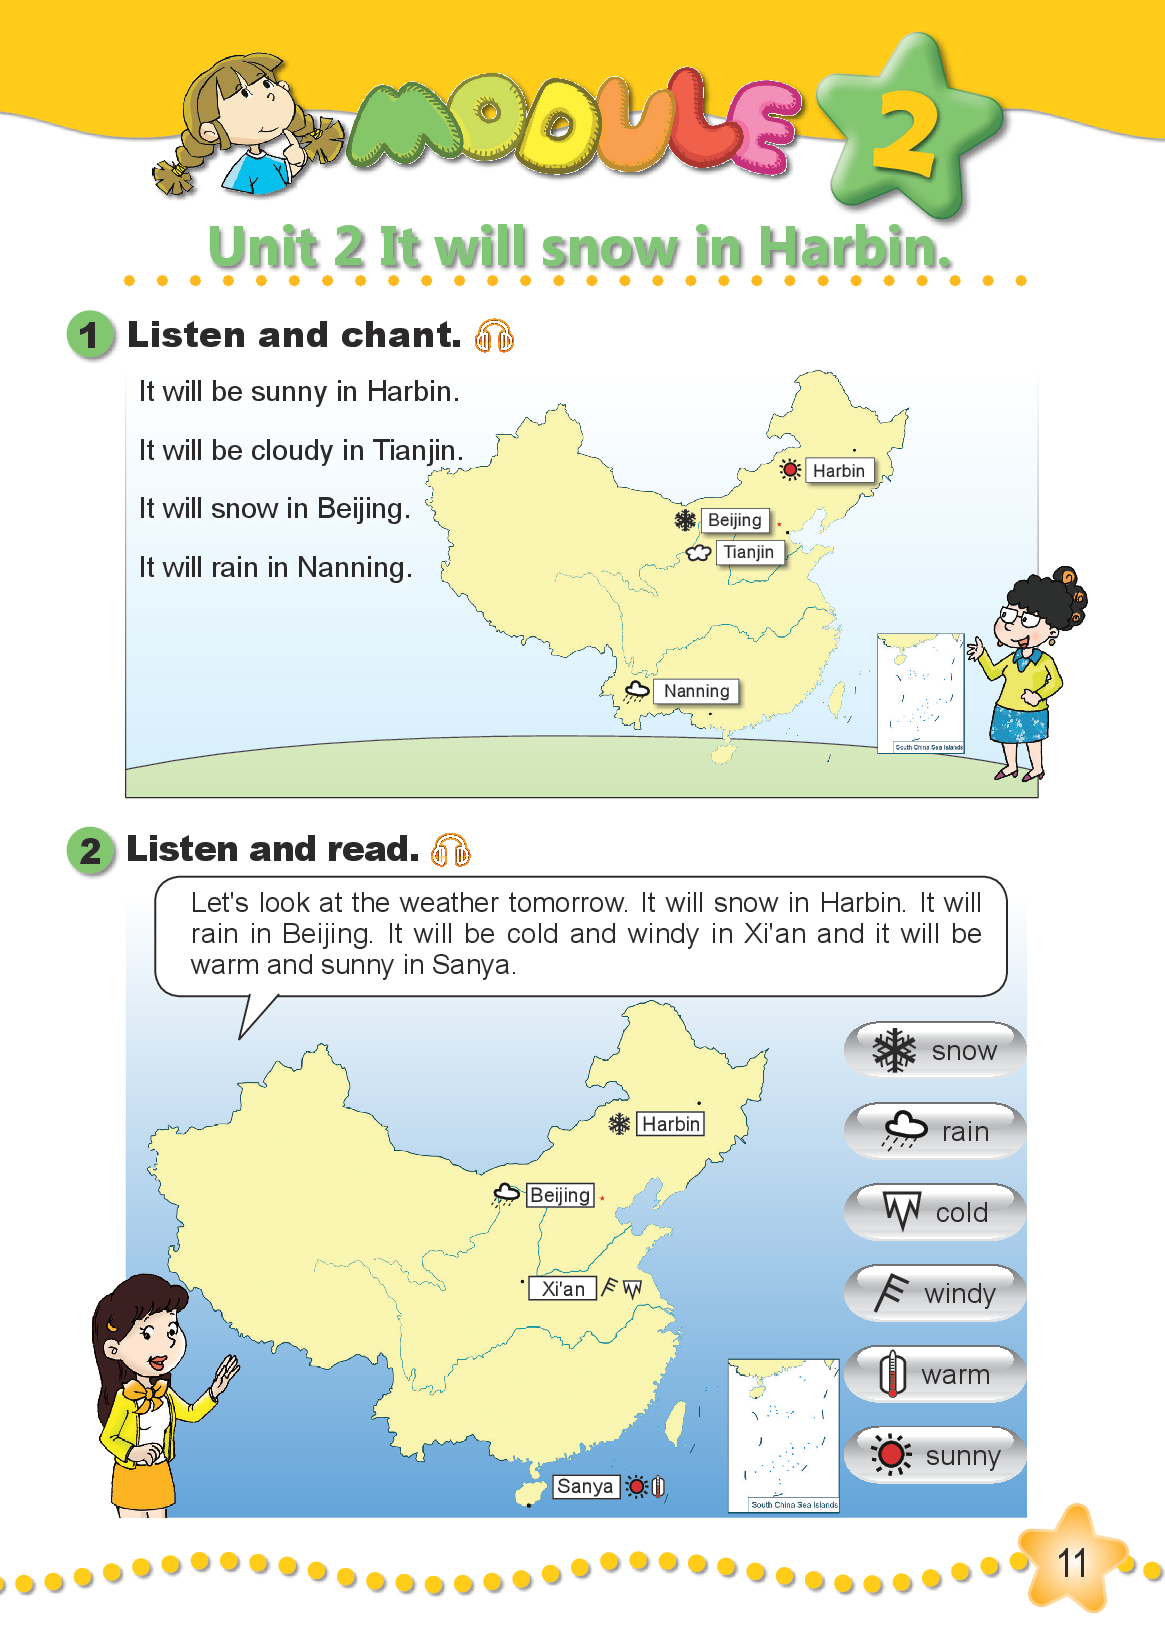 MODULE 2
Unit 2 It will snow in Harbin.
1 Listen and chant.
It will be sunny in Harbin.
It will be cloudy in Tianjin.
It will snow in Beijing.
It will rain in Nanning.
Harbin
Beijing
Tianjin
Nanning
South China Sea Islands
2 Listen and read.
Let's look at the weather tomorrow. It will snow in Harbin. It will
rain in Beijing. It will be cold and windy in Xi'an and it will be
warm and sunny in Sanya.
Harbin
Beijing
Xi'an
Sanya
South China Sea Islands
snow
rain
cold
windy
warm
sunny
11